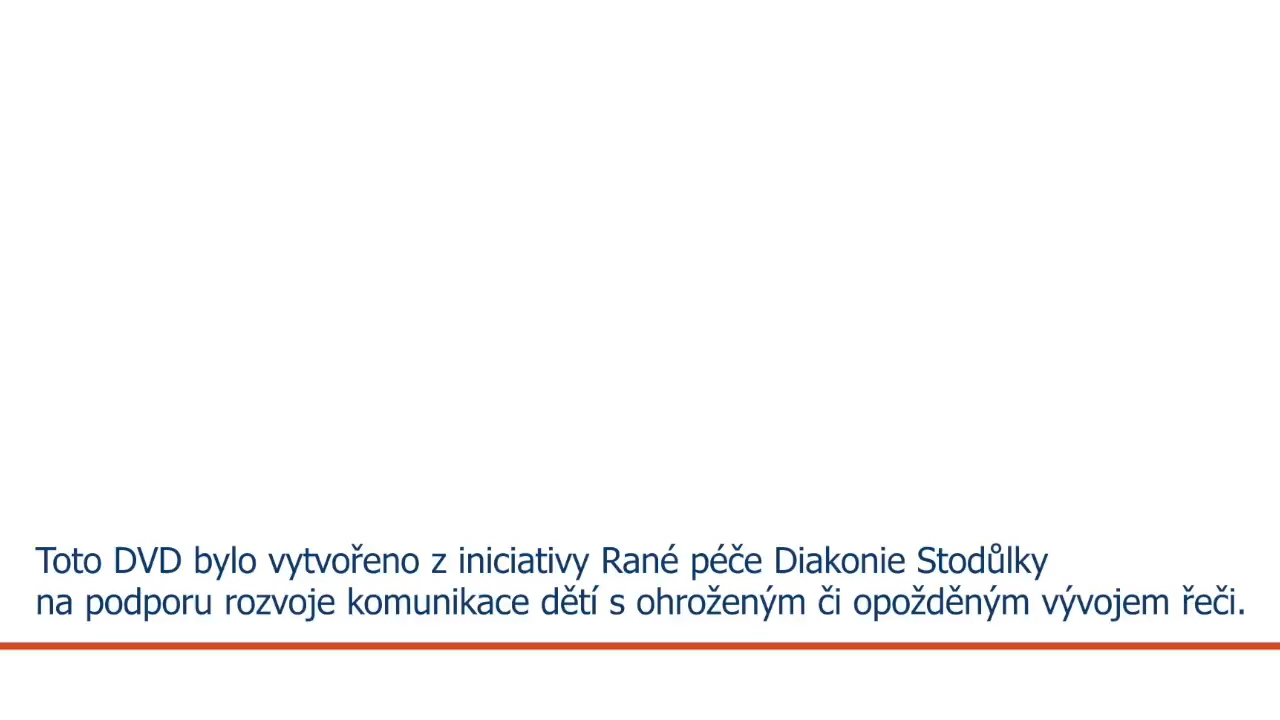 Toto DVD bylo vytvořeno z iniciativy Rané péče Diakonie Stodůlky
na podporu rozvoje komunikace dětí s ohroženým či opožděným vývojem řeči.